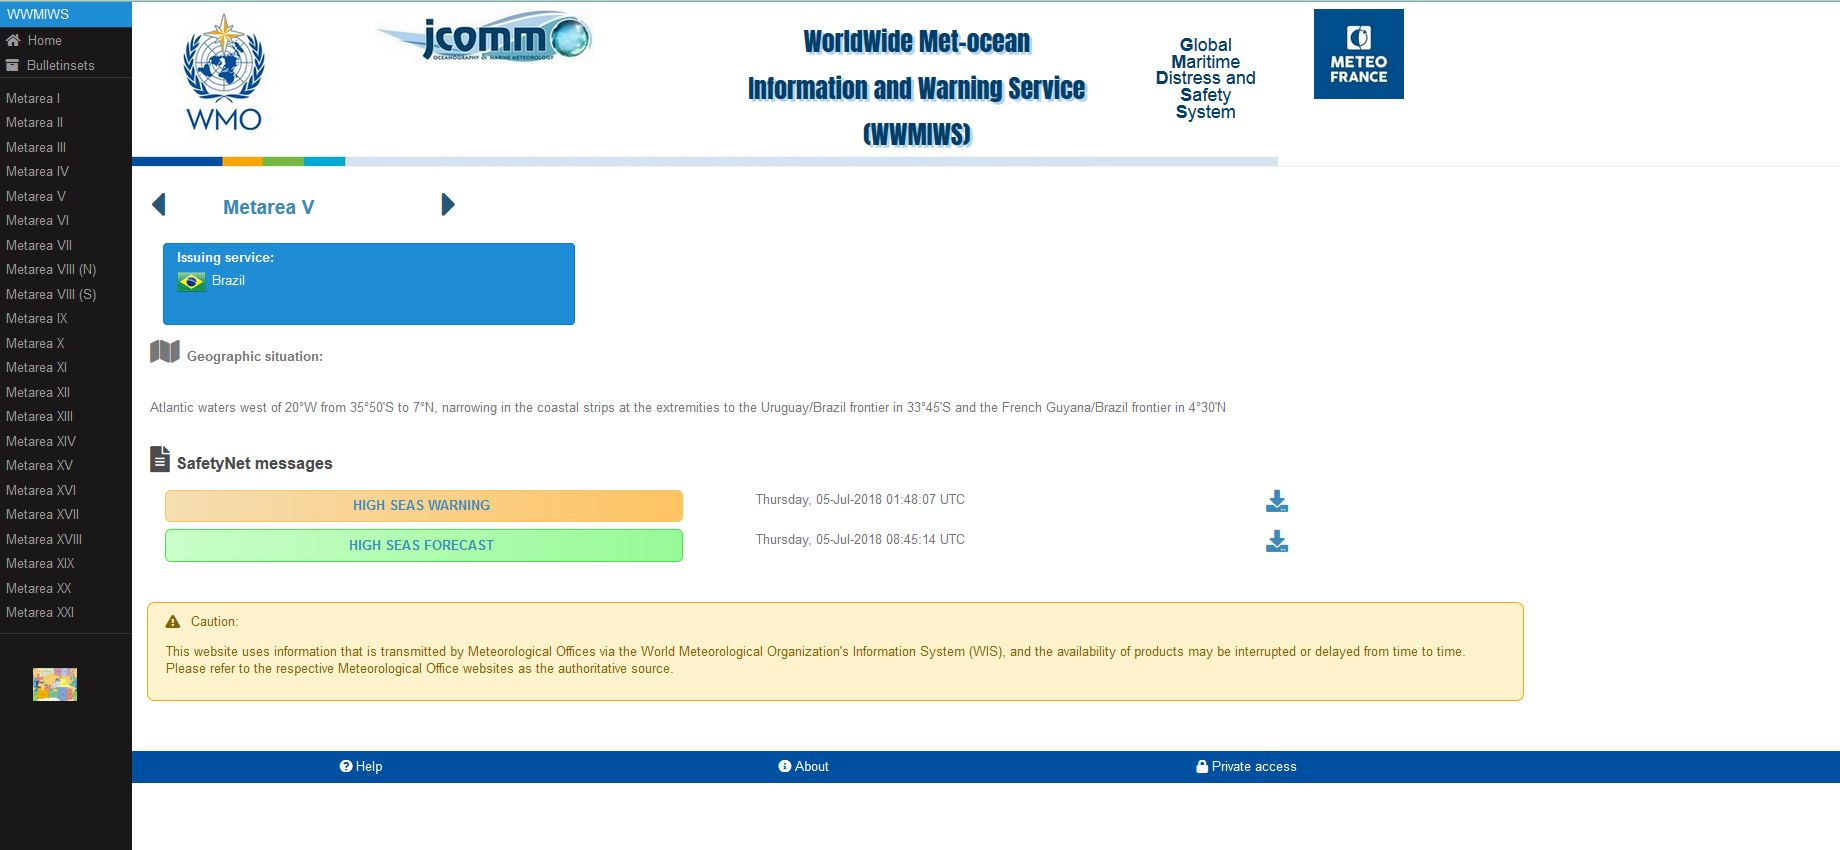 WWMIWS
Home
Bulletinsets
Metarea I
Metarea II
Metarea III
Metarea IV
Metarea V
Metarea VI
Metarea VII
Metarea VIII (N)
Metarea VIII (S)
Metarea IX
Metarea X
Metarea XI
Metarea XII
Metarea XIII
Metarea XIV
Metarea XV
Metarea XVI
Metarea XVII
Metarea XVIII
Metarea XIX
Metarea XX
Metarea XXI
WMO
jcomm
OCEANOGRAPHY & MARINE METEOROLOGY
WorldWide Met-ocean
Information and Warning Service
(WWMIWS)
Global
Maritime
Distress and
Safety
System
METEO
FRANCE
Metarea V
Issuing service:
Brazil
Geographic situation:
Atlantic waters west of 20°W from 35°50'S to 7°N, narrowing in the coastal strips at the extremities to the Uruguay/Brazil frontier in 33°45'S and the French Guyana/Brazil frontier in 4°30'N
SafetyNet messages
HIGH SEAS WARNING Thursday, 05-Jul-2018 01:48:07 UTC
HIGH SEAS FORECAST Thursday, 05-Jul-2018 08:45:14 UTC
Caution:
This website uses information that is transmitted by Meteorological Offices via the World Meteorological Organization's Information System (WIS), and the availability of products may be interrupted or delayed from time to time.
Please refer to the respective Meteorological Office websites as the authoritative source.
Help About Private access